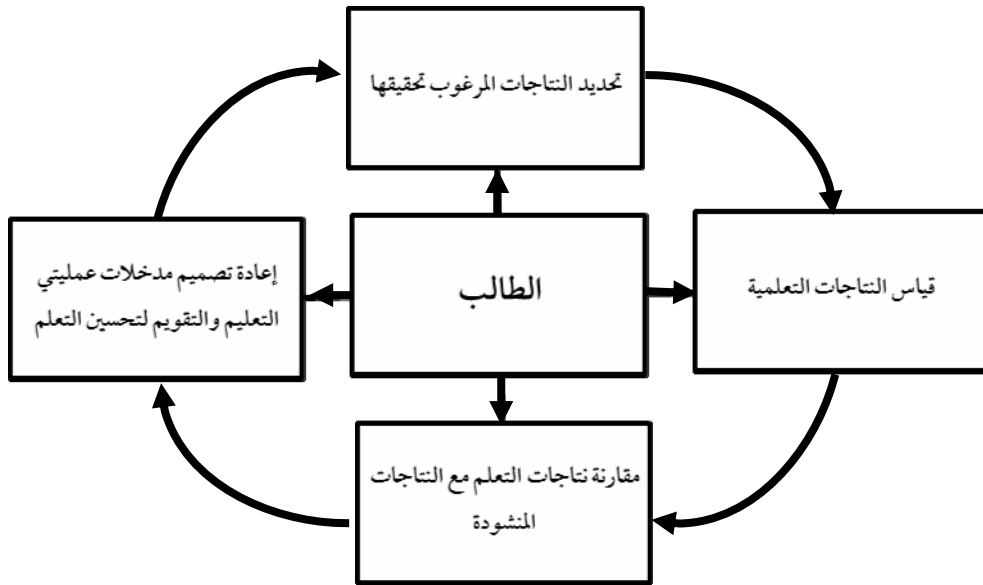 تحديد النتاجات المرغوب تحقيقها
قياس النتاجات التعلمية
الطالب
إعادة تصميم مدخلات عمليتي
التعليم والتقويم لتحسين التعلم
مقارنة نتاجات التعلم مع النتاجات
المنشودة